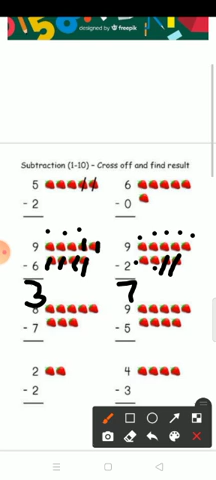 designed by freepik
Subtraction (1-10) – Cross off and find result
5 6
- 2 - 0
9 9
- 6 - 2
3 7
8 9
- 7 - 5
2 4
- 2 - 3